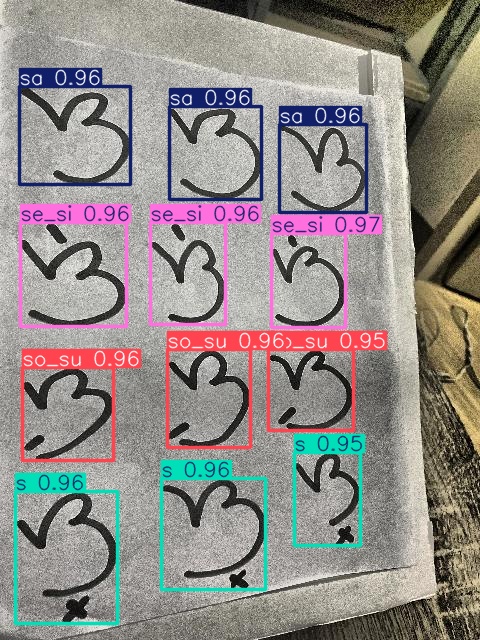 sa 0.96 sa 0.96 sa 0.96
ᜐ ᜐ ᜐ
se_si 0.96 se_si 0.96 se_si 0.97
ᜐᜒ ᜐᜒ ᜐᜒ
so_su 0.96 so_su 0.96 o_su 0.95
ᜐᜓ ᜐᜓ ᜐᜓ
s 0.96 s 0.96 s 0.95
ᜐ᜔ ᜐ᜔ ᜐ᜔